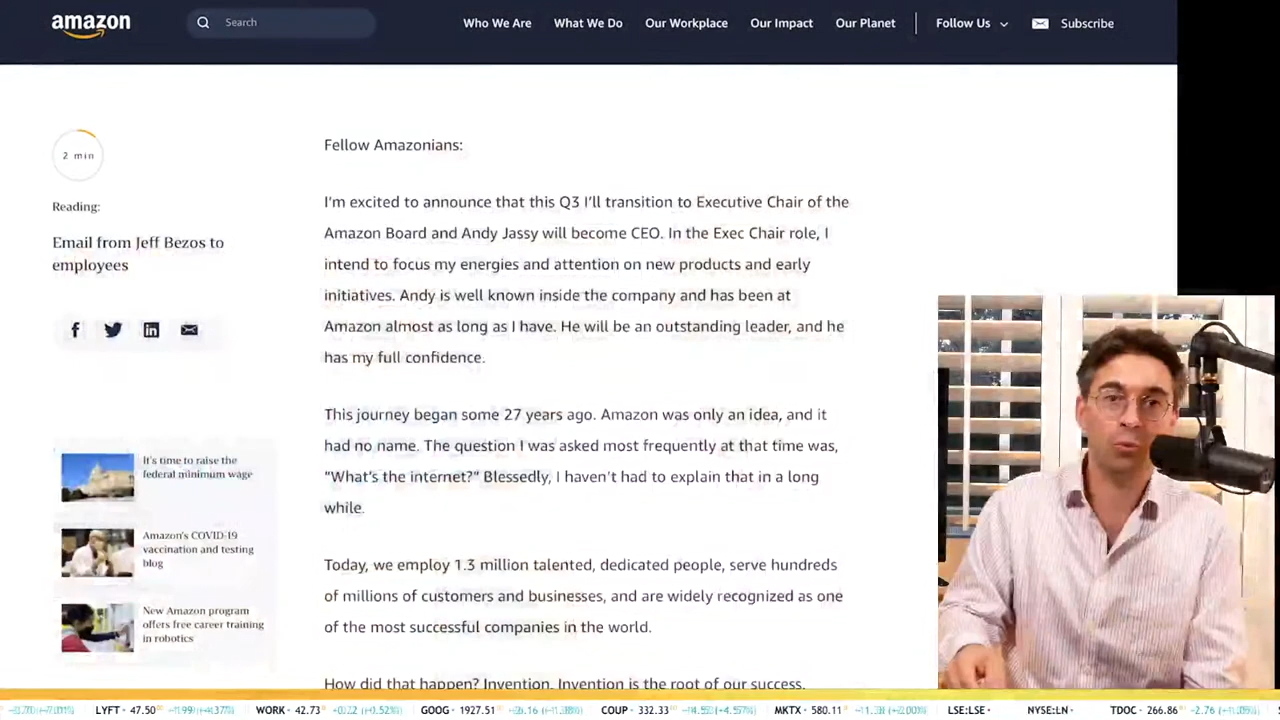 amazon
Search
Who We Are
What We Do
Our Workplace
Our Impact
Our Planet
Follow Us
Subscribe
2 min
Reading:
Email from Jeff Bezos to
employees
It's time to raise the
federal minimum wage
Amazon's COVID-19
vaccination and testing
blog
New Amazon program
offers free career training
in robotics
Fellow Amazonians:
I'm excited to announce that this Q3 I'll transition to Executive Chair of the
Amazon Board and Andy Jassy will become CEO. In the Exec Chair role, I
intend to focus my energies and attention on new products and early
initiatives. Andy is well known inside the company and has been at
Amazon almost as long as I have. He will be an outstanding leader, and he
has my full confidence.
This journey began some 27 years ago. Amazon was only an idea, and it
had no name. The question I was asked most frequently at that time was,
“What's the internet?” Blessedly, I haven't had to explain that in a long
while.
Today, we employ 1.3 million talented, dedicated people, serve hundreds
of millions of customers and businesses, and are widely recognized as one
of the most successful companies in the world.
How did that happen? Invention. Invention is the root of our success.
LYFT · 47.50 WORK · 42.73 GOOG · 1927.51 COUP · 332.33 MKTX · 580.11 LSE:LSE · NYSE:LN · TDOC · 266.86